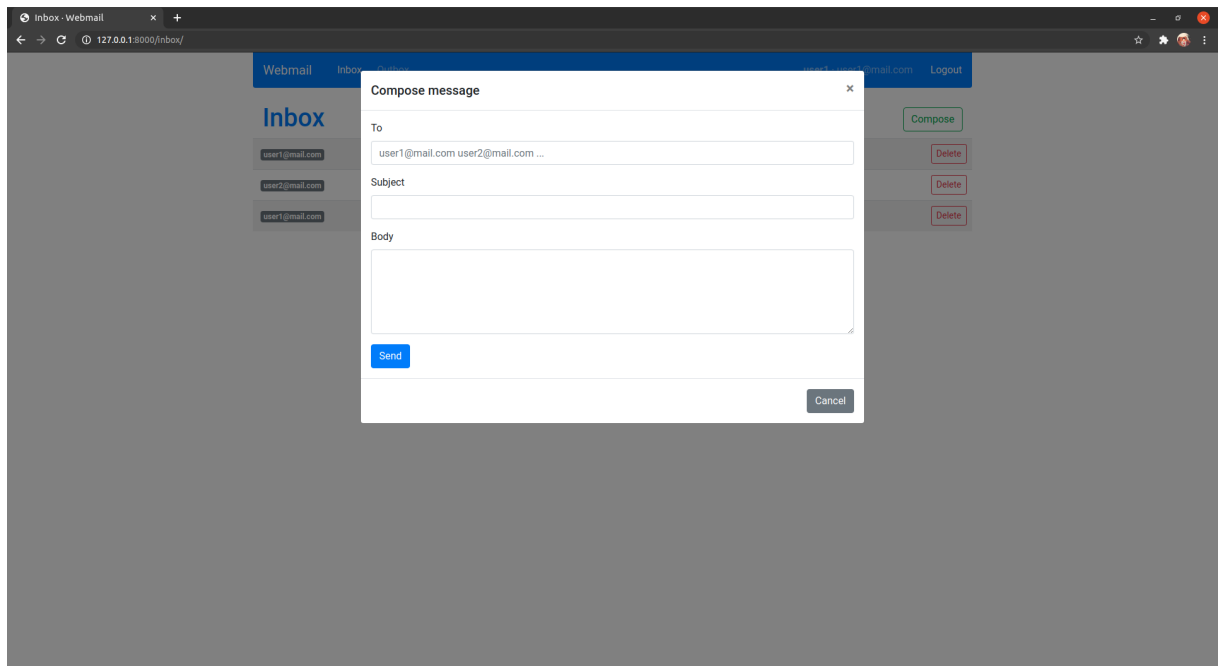 Inbox · Webmail
127.0.0.1:8000/inbox/
Webmail Inbox Outbox user1 · user1@mail.com Logout
Compose message ×
Inbox Compose
To
user1@mail.com Delete
user1@mail.com user2@mail.com ...
Subject
user2@mail.com Delete
user1@mail.com Delete
Body
Send
Cancel